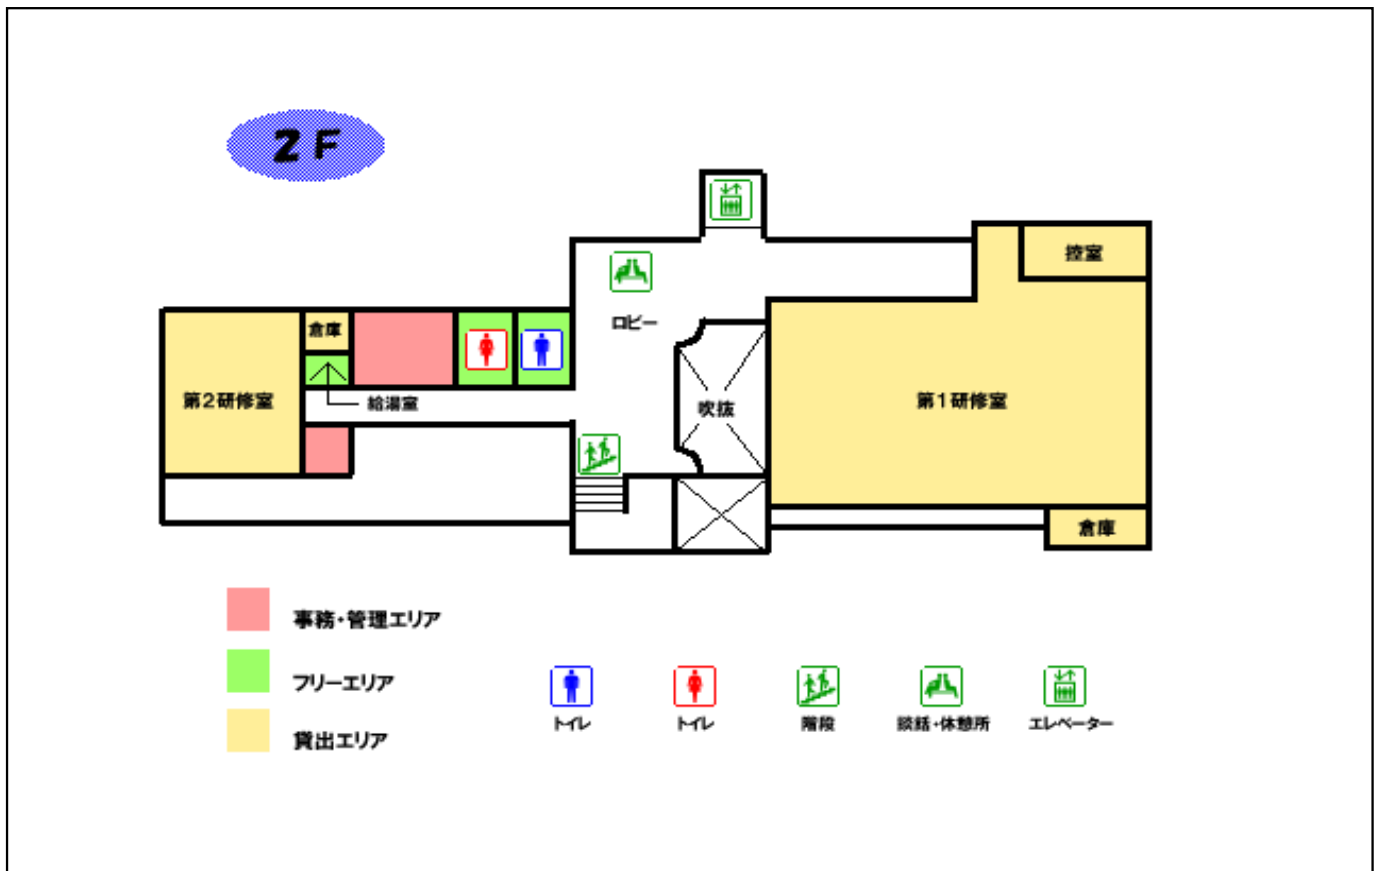 2F
控室
倉庫
ロビー
第2研修室
給湯室
吹抜
第1研修室
倉庫
事務・管理エリア
フリーエリア
貸出エリア
トイレ
トイレ
階段
談話・休憩所
エレベーター